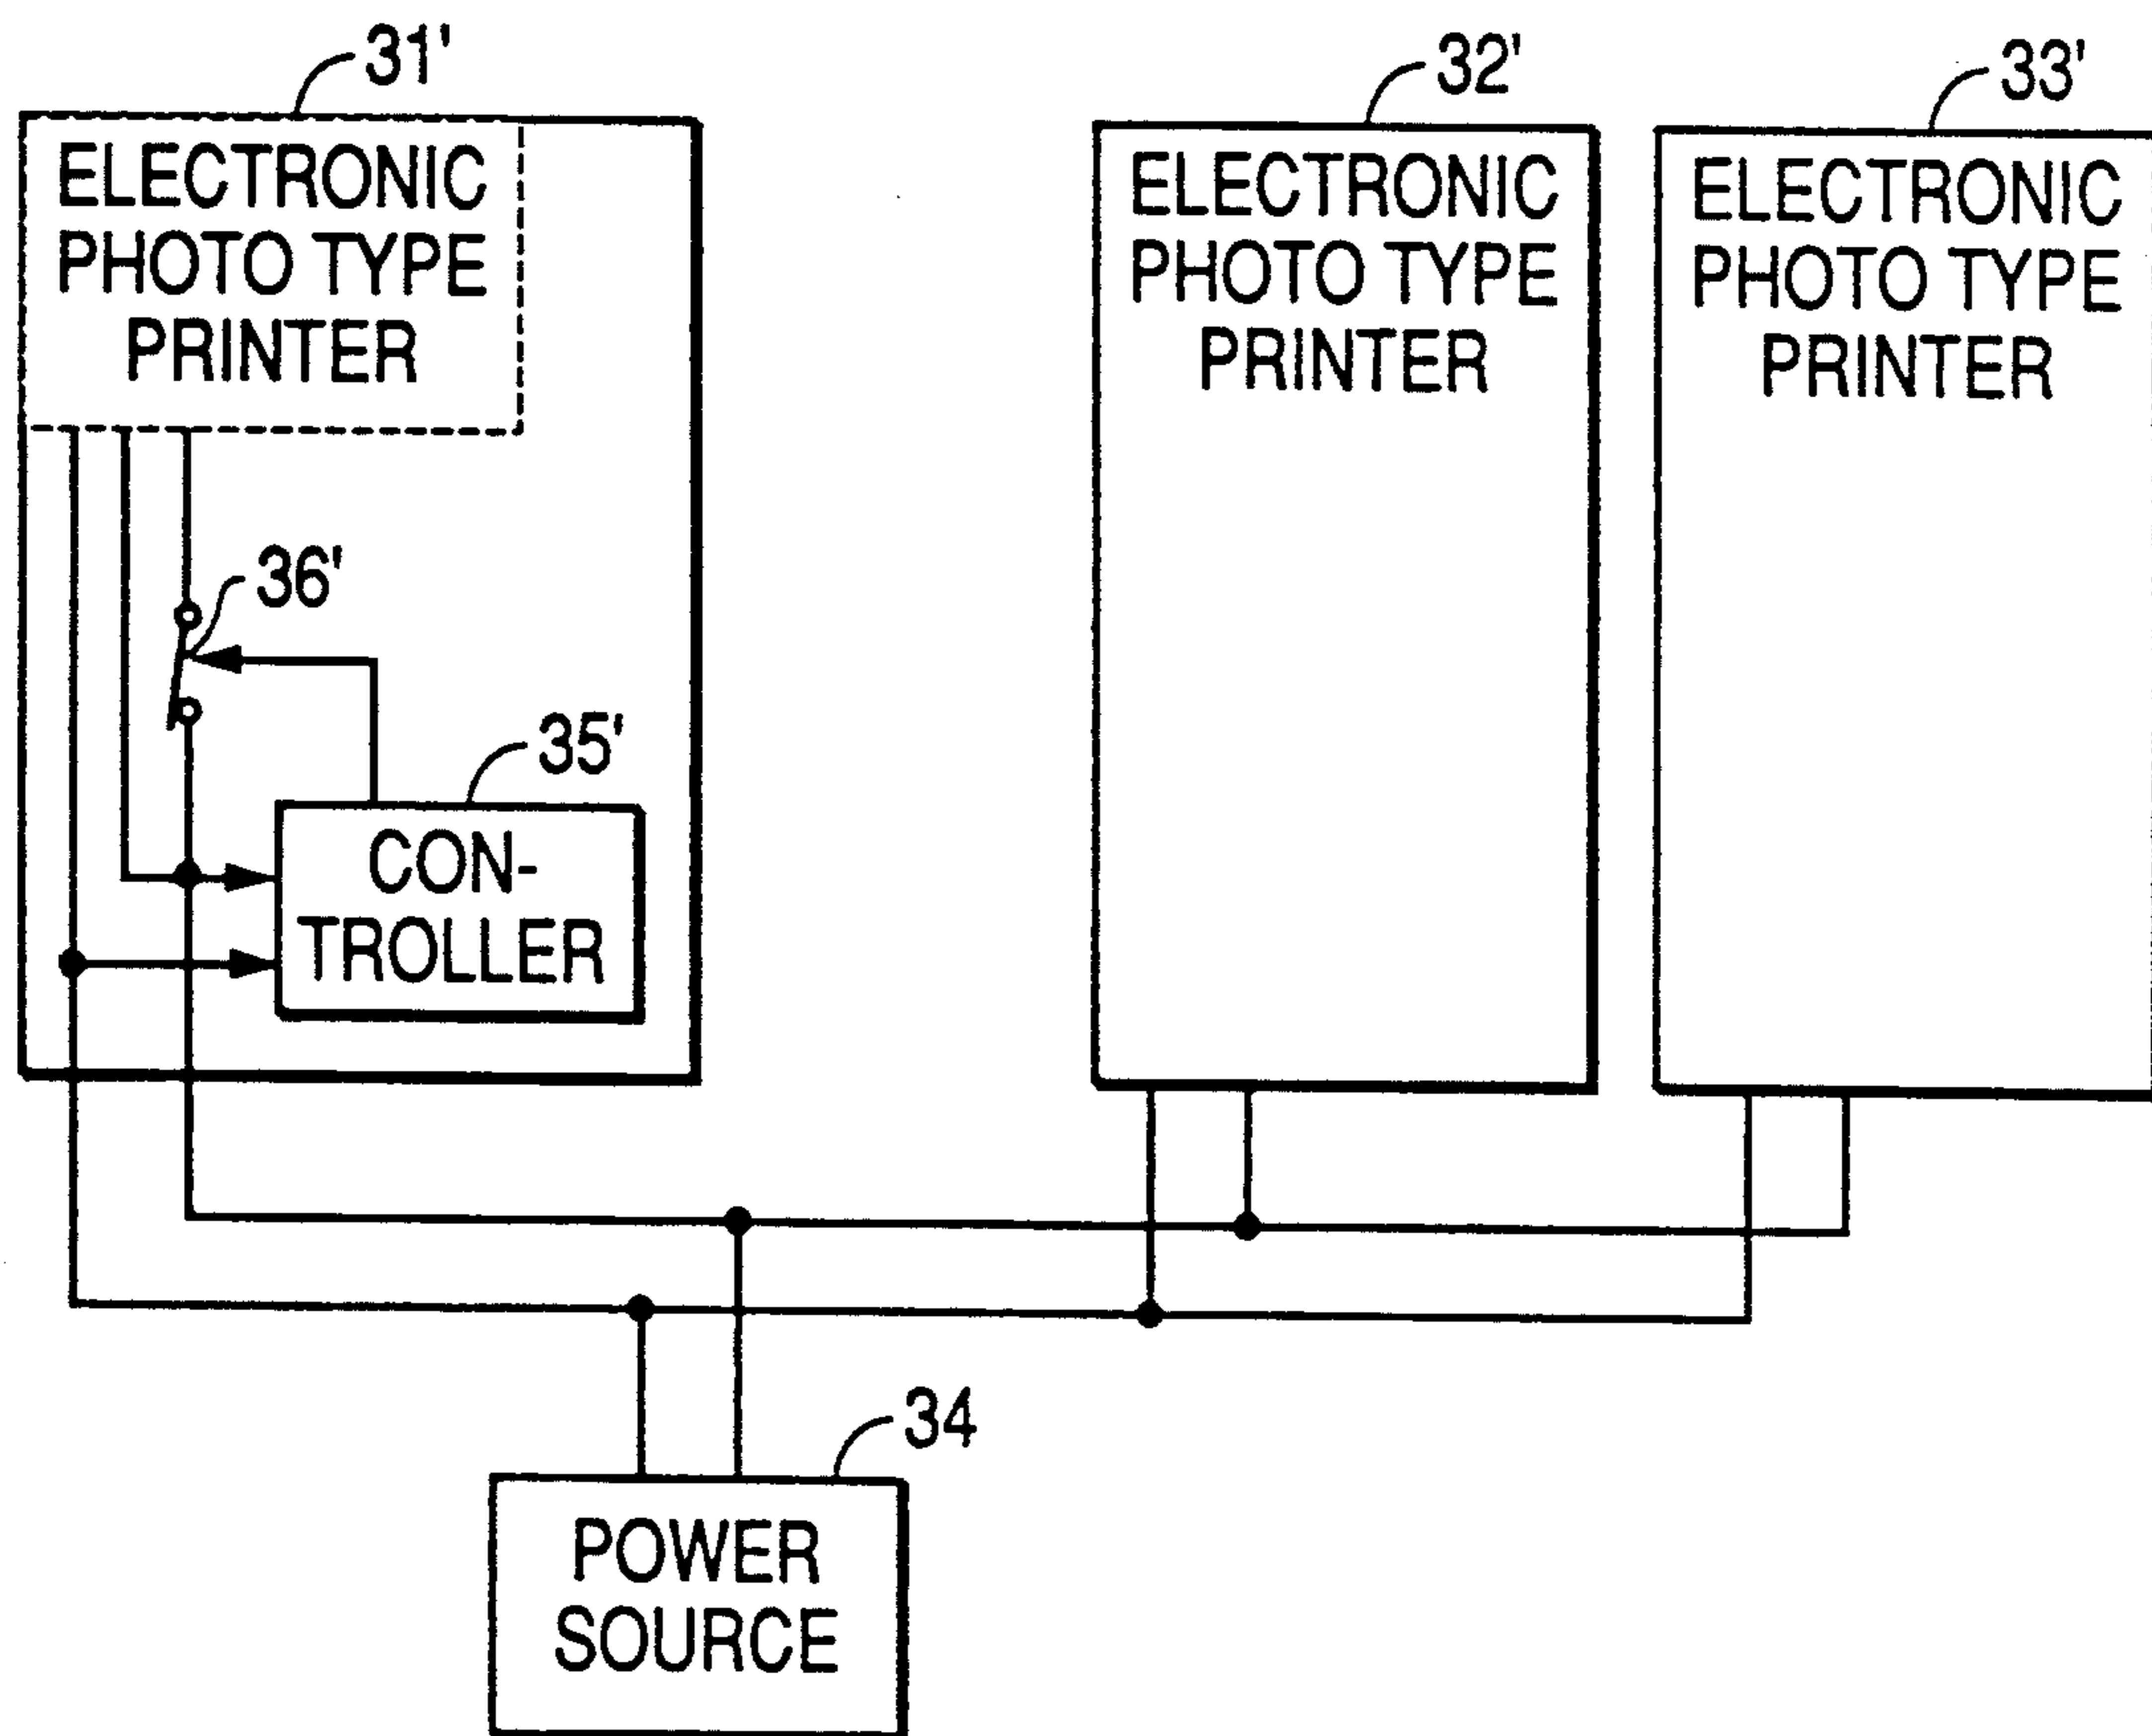 31'
ELECTRONIC
PHOTO TYPE
PRINTER
36'
35'
CON-
TROLLER
32'
ELECTRONIC
PHOTO TYPE
PRINTER
33'
ELECTRONIC
PHOTO TYPE
PRINTER
34
POWER
SOURCE